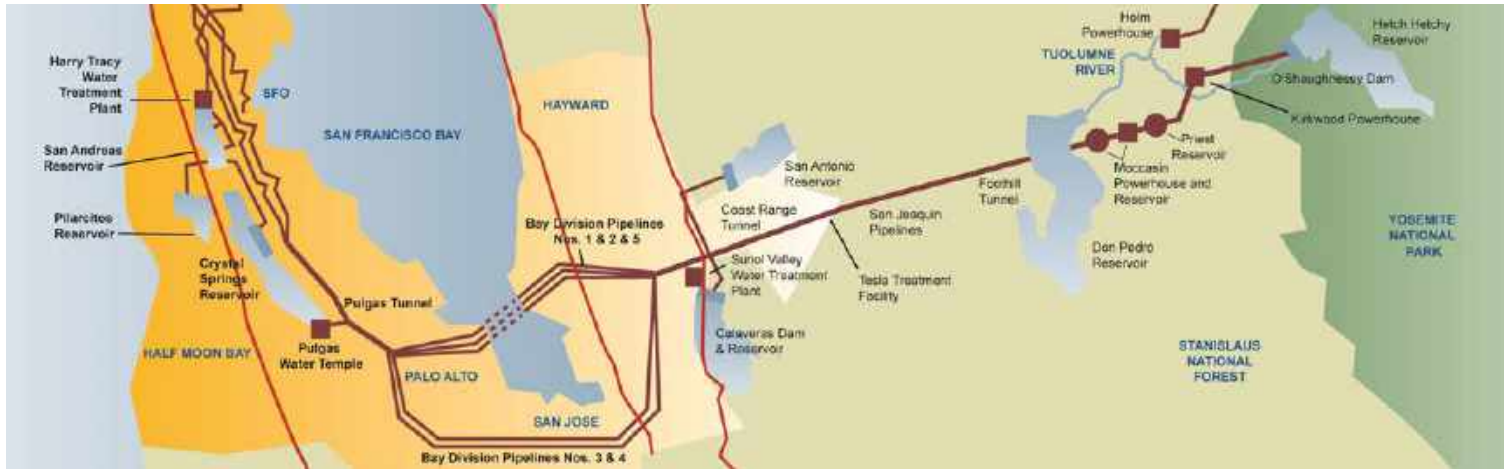 Harry Tracy
Water
Treatment
Plant
SFO
San Andreas
Reservoir
Pilarcitos
Reservoir
Crystal
Springs
Reservoir
HALF MOON BAY
Pulgas
Water Temple
Pulgas Tunnel
PALO ALTO
SAN FRANCISCO BAY
HAYWARD
Bay Division Pipelines
Nos. 1 & 2 & 5
SAN JOSE
Bay Division Pipelines Nos. 3 & 4
San Antonio
Reservoir
Coast Range
Tunnel
Sunol Valley
Water Treatment
Plant
Calaveras Dam
& Reservoir
San Joaquin
Pipelines
Tesla Treatment
Facility
Foothill
Tunnel
Don Pedro
Reservoir
Moccasin
Powerhouse and
Reservoir
Priest
Reservoir
Holm
Powerhouse
TUOLUMNE
RIVER
Kirkwood Powerhouse
O'Shaughnessy Dam
Hetch Hetchy
Reservoir
STANISLAUS
NATIONAL
FOREST
YOSEMITE
NATIONAL
PARK